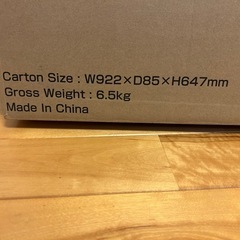 Carton Size : W922×D85×H647mm
Gross Weight : 6.5kg
Made In China